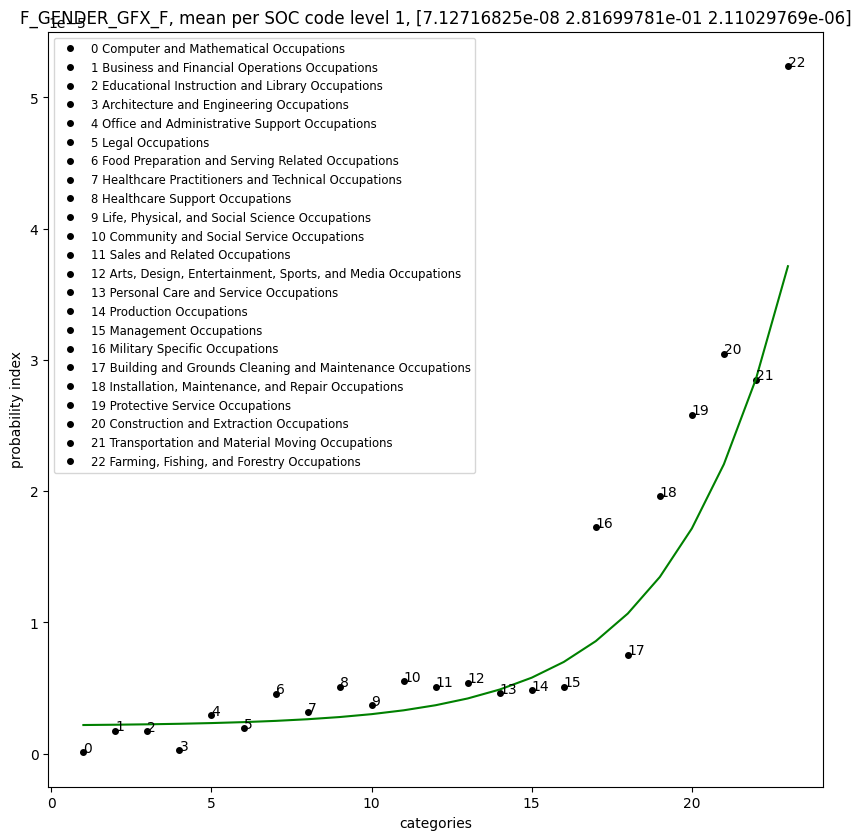 F_GENDER_GFX_F, mean per SOC code level 1, [7.12716825e-08 2.81699781e-01 2.11029769e-06]
1e−5
0 Computer and Mathematical Occupations
1 Business and Financial Operations Occupations
2 Educational Instruction and Library Occupations
3 Architecture and Engineering Occupations
4 Office and Administrative Support Occupations
5 Legal Occupations
6 Food Preparation and Serving Related Occupations
7 Healthcare Practitioners and Technical Occupations
8 Healthcare Support Occupations
9 Life, Physical, and Social Science Occupations
10 Community and Social Service Occupations
11 Sales and Related Occupations
12 Arts, Design, Entertainment, Sports, and Media Occupations
13 Personal Care and Service Occupations
14 Production Occupations
15 Management Occupations
16 Military Specific Occupations
17 Building and Grounds Cleaning and Maintenance Occupations
18 Installation, Maintenance, and Repair Occupations
19 Protective Service Occupations
20 Construction and Extraction Occupations
21 Transportation and Material Moving Occupations
22 Farming, Fishing, and Forestry Occupations
probability index
5
4
3
2
1
0
0
1
2
3
4
5
6
7
8
9
10
11
12
13
14
15
16
17
18
19
20
21
22
0 5 10 15 20
categories